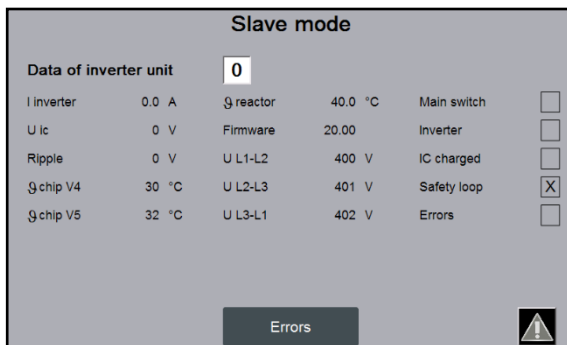 Slave mode
Data of inverter unit 0
I inverter 0.0 A ϑ reactor 40.0 °C Main switch
U ic 0 V Firmware 20.00 Inverter
Ripple 0 V U L1-L2 400 V IC charged
ϑ chip V4 30 °C U L2-L3 401 V Safety loop X
ϑ chip V5 32 °C U L3-L1 402 V Errors
Errors